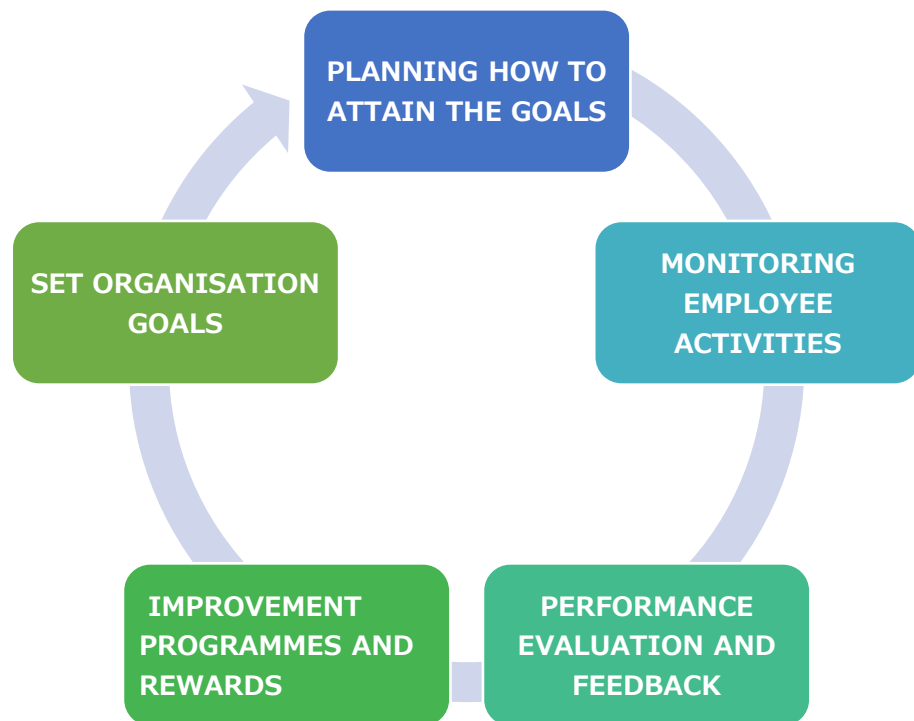 PLANNING HOW TO
ATTAIN THE GOALS
MONITORING
EMPLOYEE
ACTIVITIES
PERFORMANCE
EVALUATION AND
FEEDBACK
IMPROVEMENT
PROGRAMMES AND
REWARDS
SET ORGANISATION
GOALS